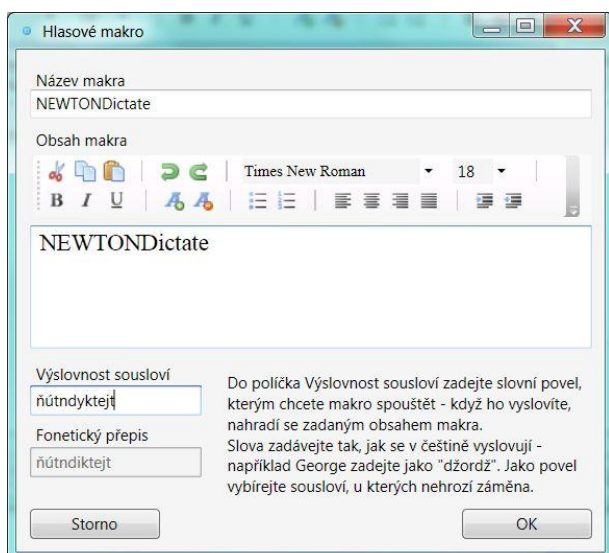 Hlasové makro
Název makra
NEWTONDictate
Obsah makra
Times New Roman 18
B I U
NEWTONDictate
Výslovnost sousloví
ňútndyktejt
Fonetický přepis
ňútndiktejt
Do políčka Výslovnost sousloví zadejte slovní povel,
kterým chcete makro spouštět - když ho vyslovíte,
nahradí se zadaným obsahem makra.
Slova zadávejte tak, jak se v češtině vyslovují -
například George zadejte jako "džordž". Jako povel
vybírejte sousloví, u kterých nehrozí záměna.
Storno
OK